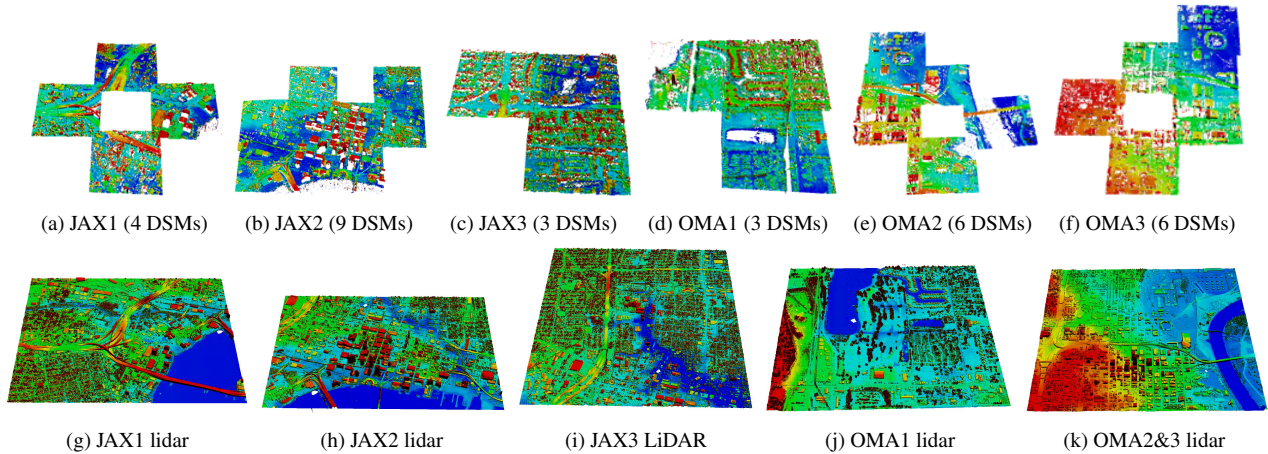 (a) JAX1 (4 DSMs)
(b) JAX2 (9 DSMs)
(c) JAX3 (3 DSMs)
(d) OMA1 (3 DSMs)
(e) OMA2 (6 DSMs)
(f) OMA3 (6 DSMs)
(g) JAX1 lidar
(h) JAX2 lidar
(i) JAX3 LiDAR
(j) OMA1 lidar
(k) OMA2&3 lidar